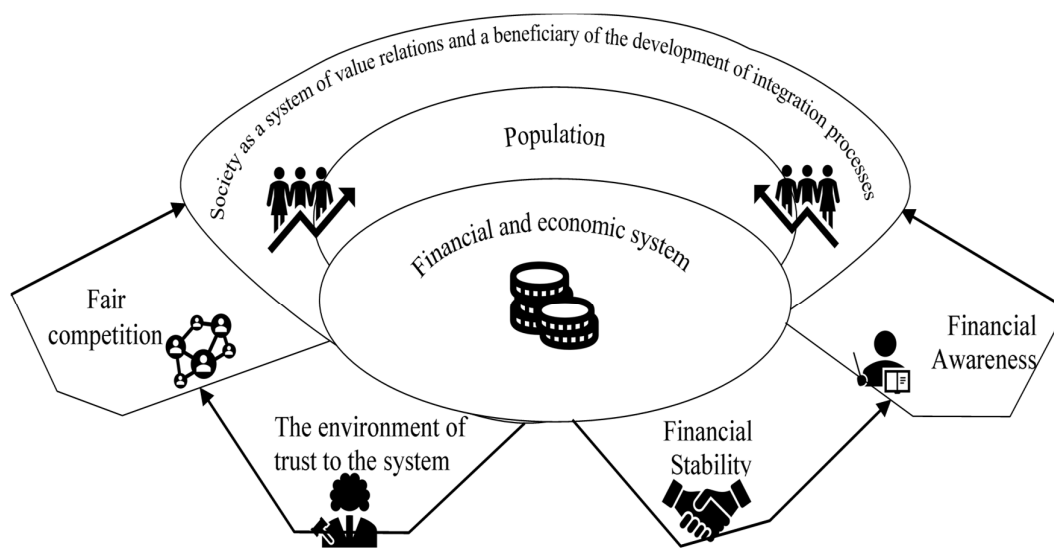 Society as a system of value relations and a beneficiary of the development of integration processes
Population
Financial and economic system
Fair
competition
Financial
Awareness
The environment of
trust to the system
Financial
Stability